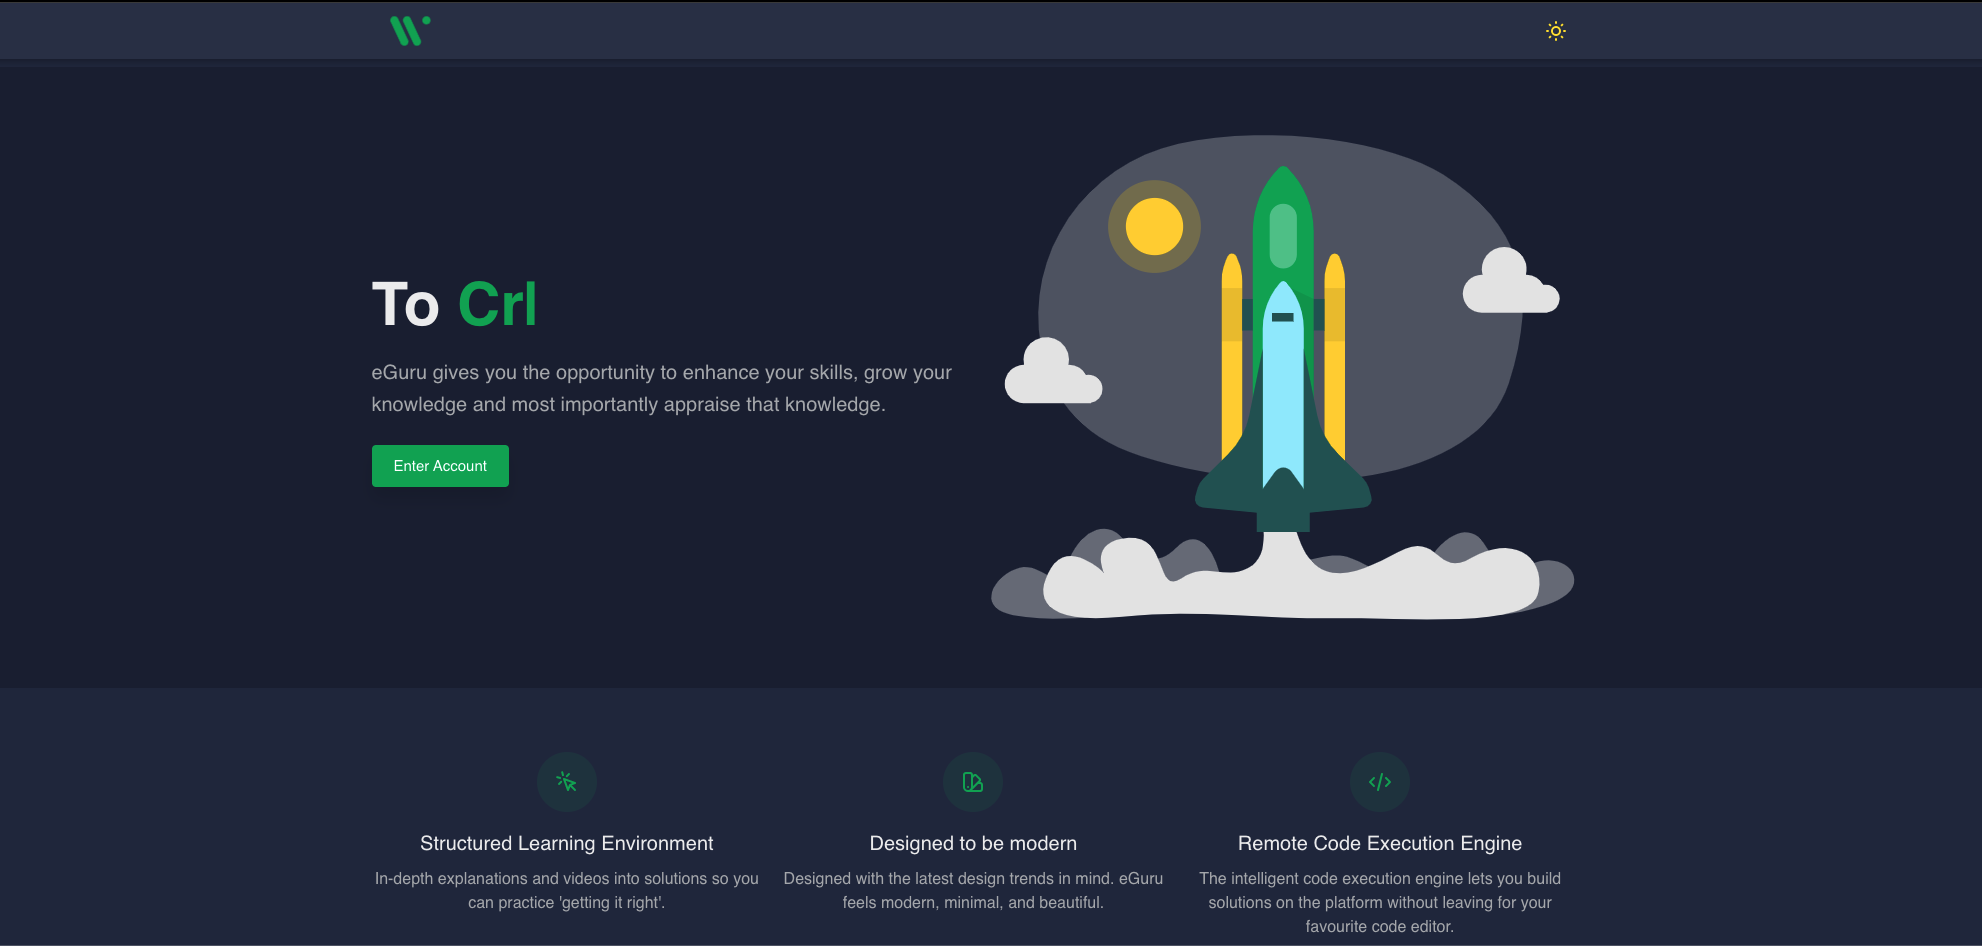 To Crl
eGuru gives you the opportunity to enhance your skills, grow your
knowledge and most importantly appraise that knowledge.
Enter Account
Structured Learning Environment
In-depth explanations and videos into solutions so you
can practice 'getting it right'.
Designed to be modern
Designed with the latest design trends in mind. eGuru
feels modern, minimal, and beautiful.
Remote Code Execution Engine
The intelligent code execution engine lets you build
solutions on the platform without leaving for your
favourite code editor.